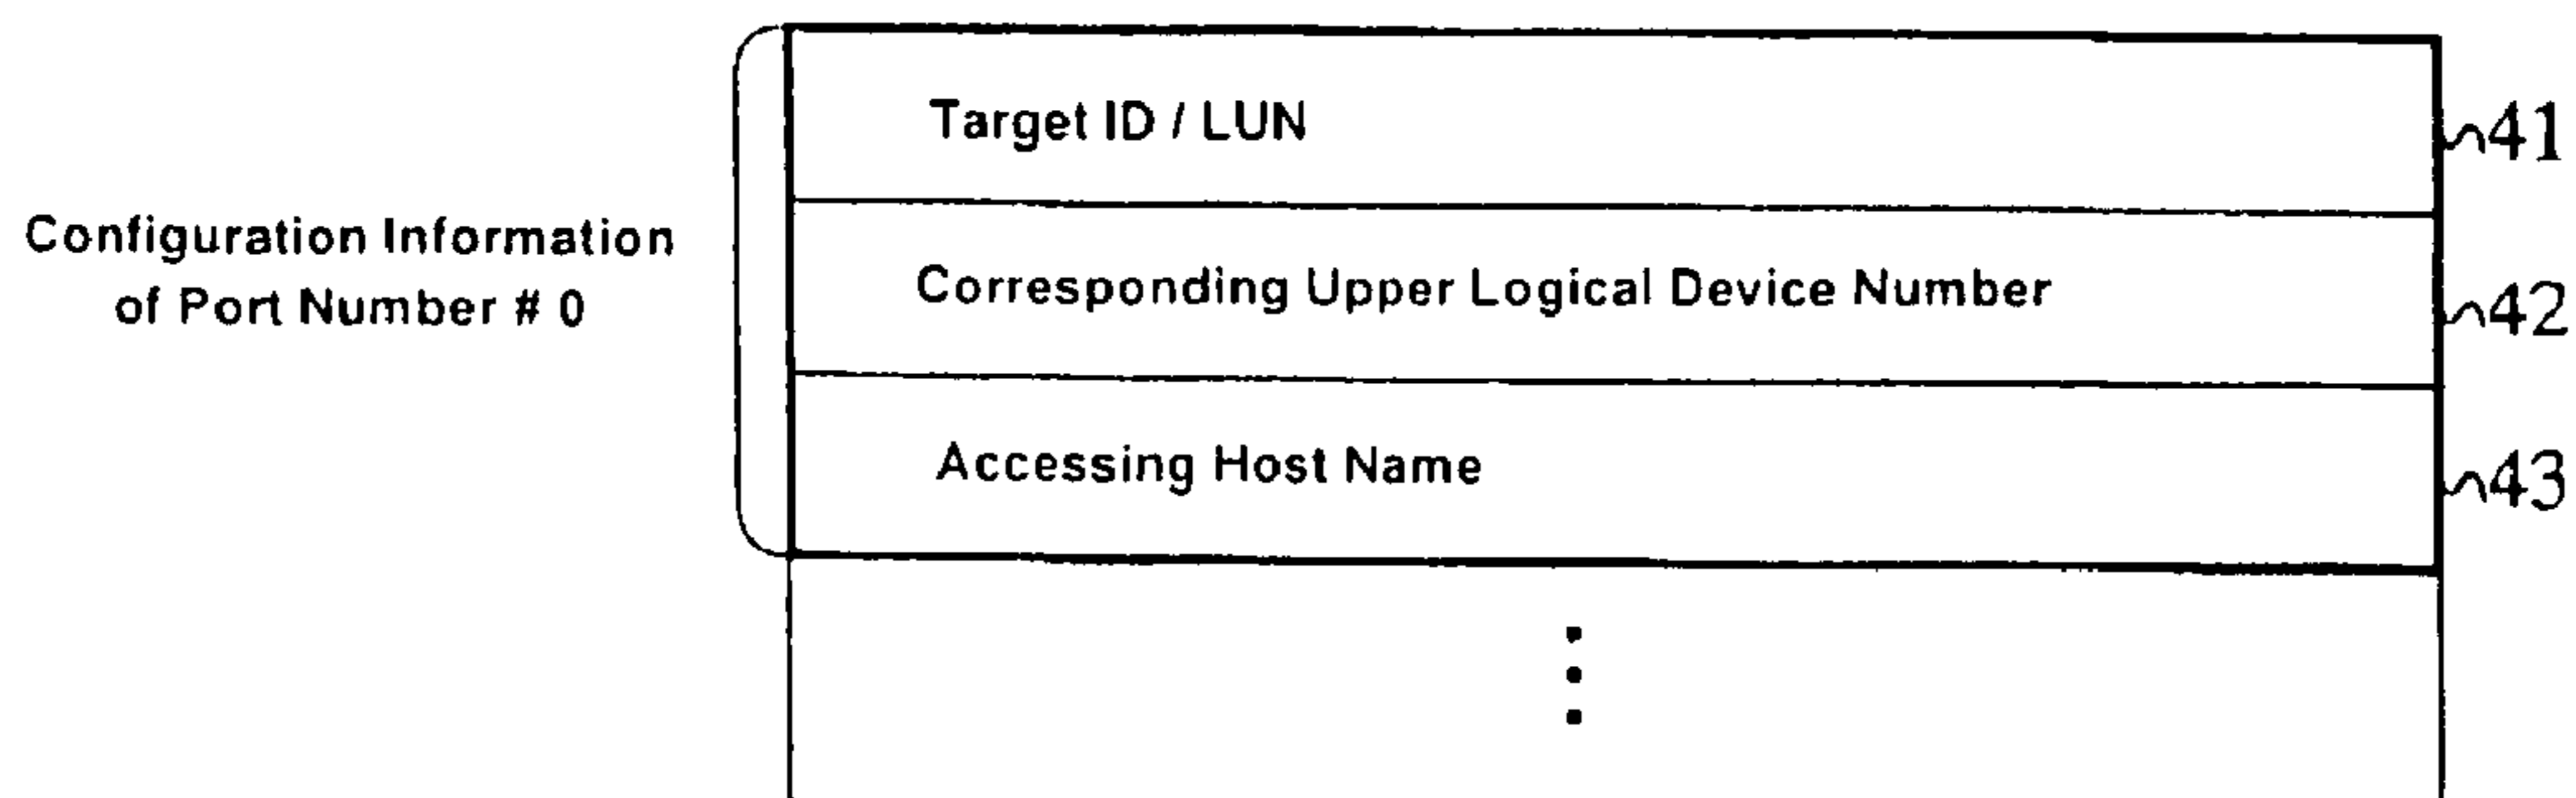 Target ID / LUN
41
Configuration Information
of Port Number # 0
Corresponding Upper Logical Device Number
42
Accessing Host Name
43